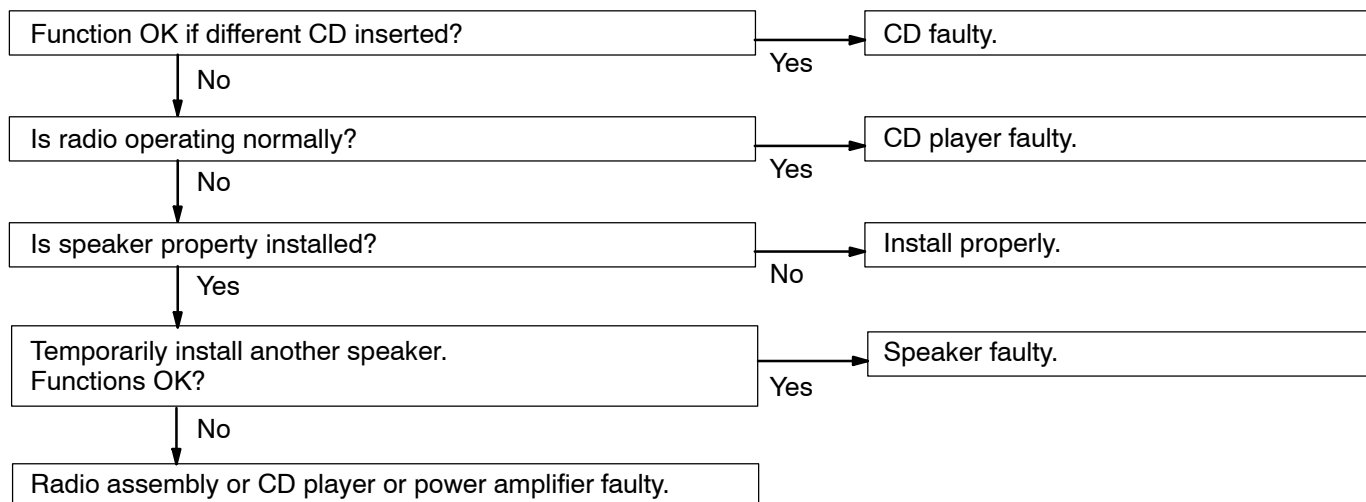 Function OK if different CD inserted?
Yes
CD faulty.
No
Is radio operating normally?
Yes
CD player faulty.
No
Is speaker property installed?
No
Install properly.
Yes
Temporarily install another speaker.
Functions OK?
Yes
Speaker faulty.
No
Radio assembly or CD player or power amplifier faulty.